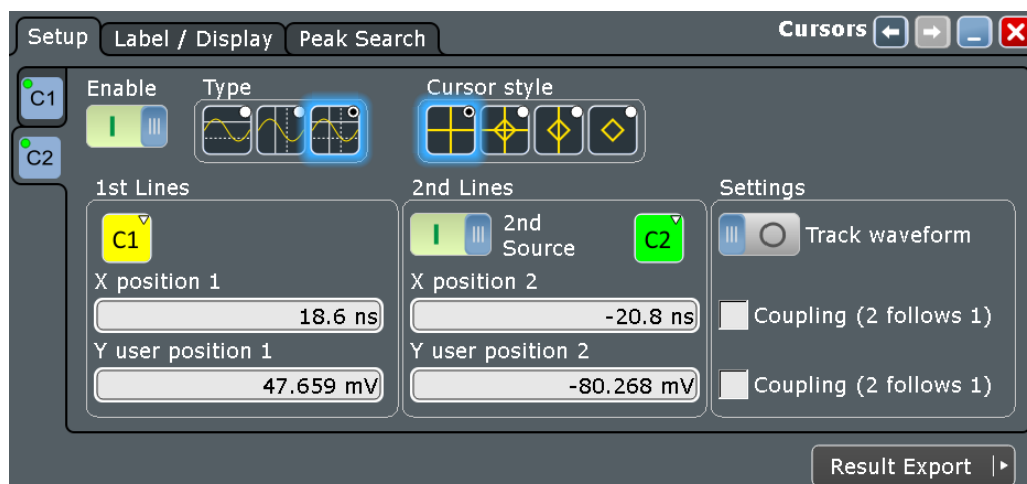 Setup Label / Display Peak Search Cursors
C1 Enable Type Cursor style
C2
1st Lines 2nd Lines Settings
C1 2nd Source C2 Track waveform
X position 1 X position 2
18.6 ns -20.8 ns Coupling (2 follows 1)
Y user position 1 Y user position 2
47.659 mV -80.268 mV Coupling (2 follows 1)
Result Export